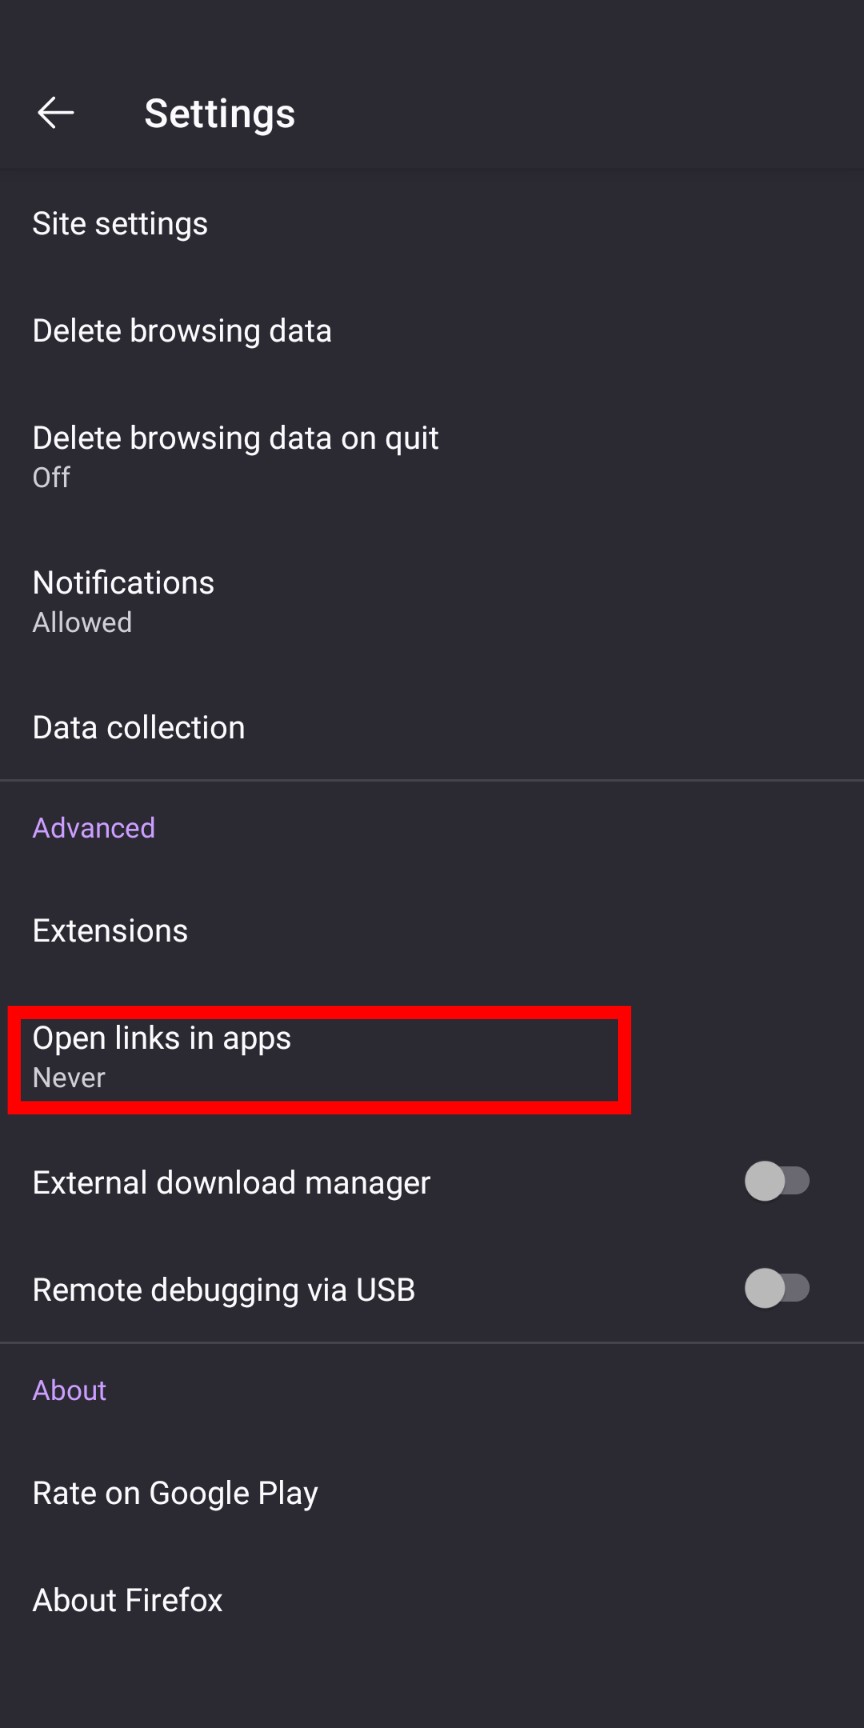 Settings
Site settings
Delete browsing data
Delete browsing data on quit
Off
Notifications
Allowed
Data collection
Advanced
Extensions
Open links in apps
Never
External download manager
Remote debugging via USB
About
Rate on Google Play
About Firefox